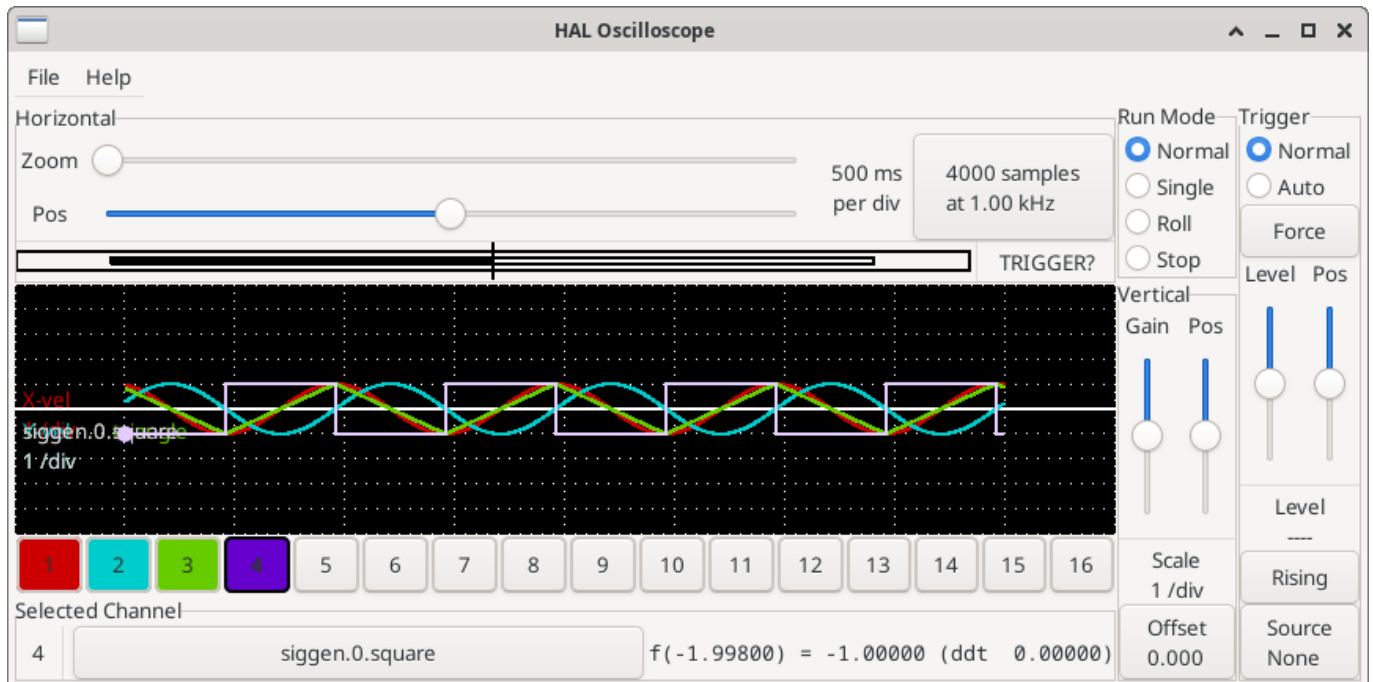 HAL Oscilloscope
File Help
Horizontal
Zoom
Pos
500 ms
per div
4000 samples
at 1.00 kHz
TRIGGER?
Run Mode
Normal
Single
Roll
Stop
Trigger
Normal
Auto
Force
Level Pos
Level
----
Rising
Source
None
Vertical
Gain Pos
Scale
1 /div
Offset
0.000
X-vel
siggen.0.square
1 /div
1 2 3 4 5 6 7 8 9 10 11 12 13 14 15 16
Selected Channel
4 siggen.0.square f(-1.99800) = -1.00000 (ddt 0.00000)